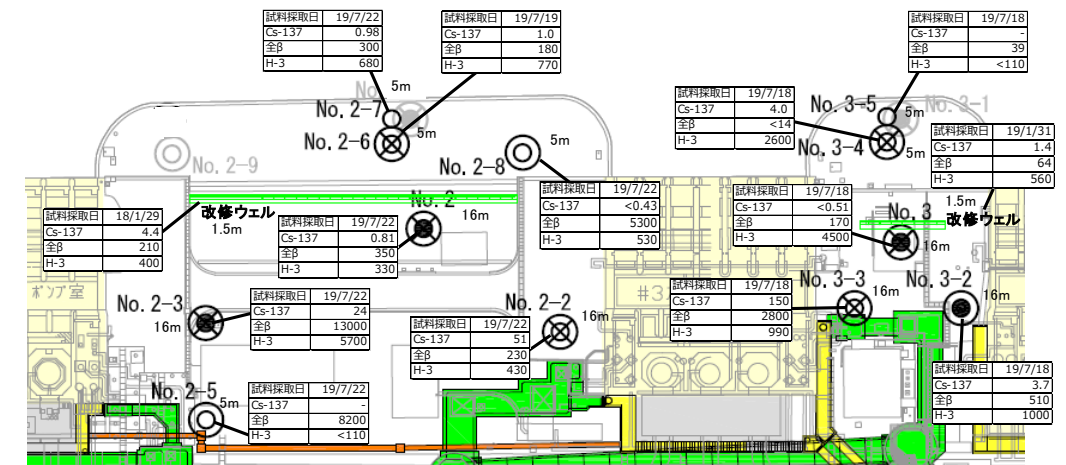 試料採取日 19/7/22
Cs-137 0.98
全β 300
H-3 680
試料採取日 19/7/19
Cs-137 1.0
全β 180
H-3 770
試料採取日 19/7/18
Cs-137 -
全β 39
H-3 <110
試料採取日 19/7/18
Cs-137 4.0
全β <14
H-3 2600
試料採取日 19/1/31
Cs-137 1.4
全β 64
H-3 560
No. 5m
No. 2-7
No. 2-6 5m
No. 2-8 5m
No. 2-9
No. 3-5 No. 3-1
No. 3-4 5m
試料採取日 18/1/29
Cs-137 4.4
全β 210
H-3 400
改修ウェル
1.5m
試料採取日 19/7/22
Cs-137 0.81
全β 350
H-3 330
No. 2
16m
試料採取日 19/7/22
Cs-137 <0.43
全β 5300
H-3 530
試料採取日 19/7/18
Cs-137 <0.51
全β 170
H-3 4500
No. 3
16m
1.5m
改修ウェル
ポンプ室
No. 2-3
16m
試料採取日 19/7/22
Cs-137 24
全β 13000
H-3 5700
No. 2-2
16m
試料採取日 19/7/22
Cs-137 51
全β 230
H-3 430
#3
試料採取日 19/7/18
Cs-137 150
全β 2800
H-3 990
No. 3-3
16m
No. 3-2
16m
試料採取日 19/7/18
Cs-137 3.7
全β 510
H-3 1000
No. 2-5
5m
試料採取日 19/7/22
Cs-137 -
全β 8200
H-3 <110